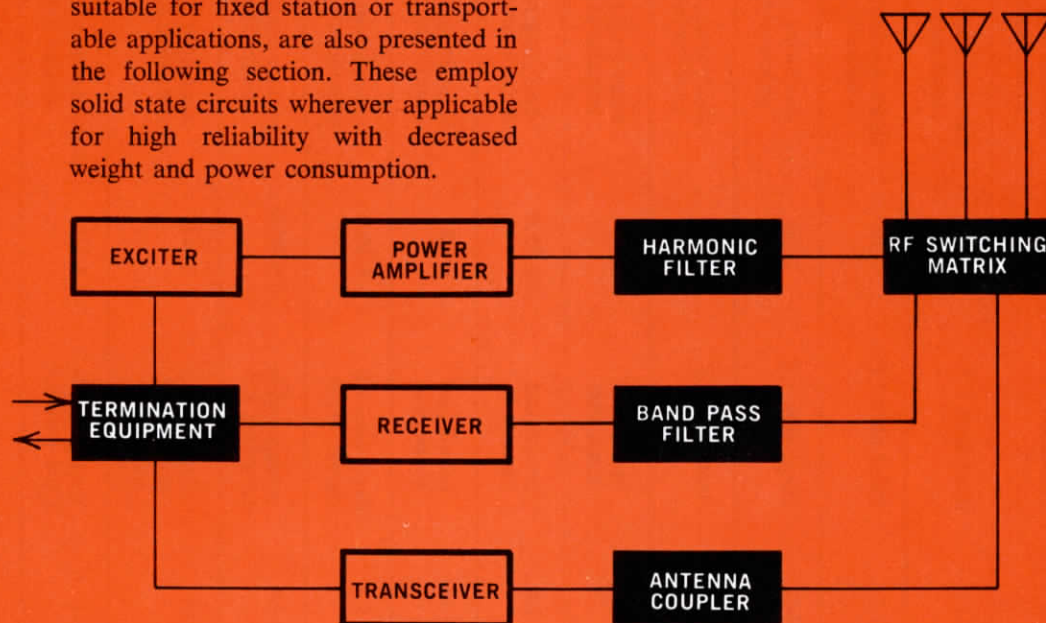 suitable for fixed station or transport-
able applications, are also presented in
the following section. These employ
solid state circuits wherever applicable
for high reliability with decreased
weight and power consumption.
EXCITER
POWER
AMPLIFIER
HARMONIC
FILTER
RF SWITCHING
MATRIX
TERMINATION
EQUIPMENT
RECEIVER
BAND PASS
FILTER
TRANSCEIVER
ANTENNA
COUPLER